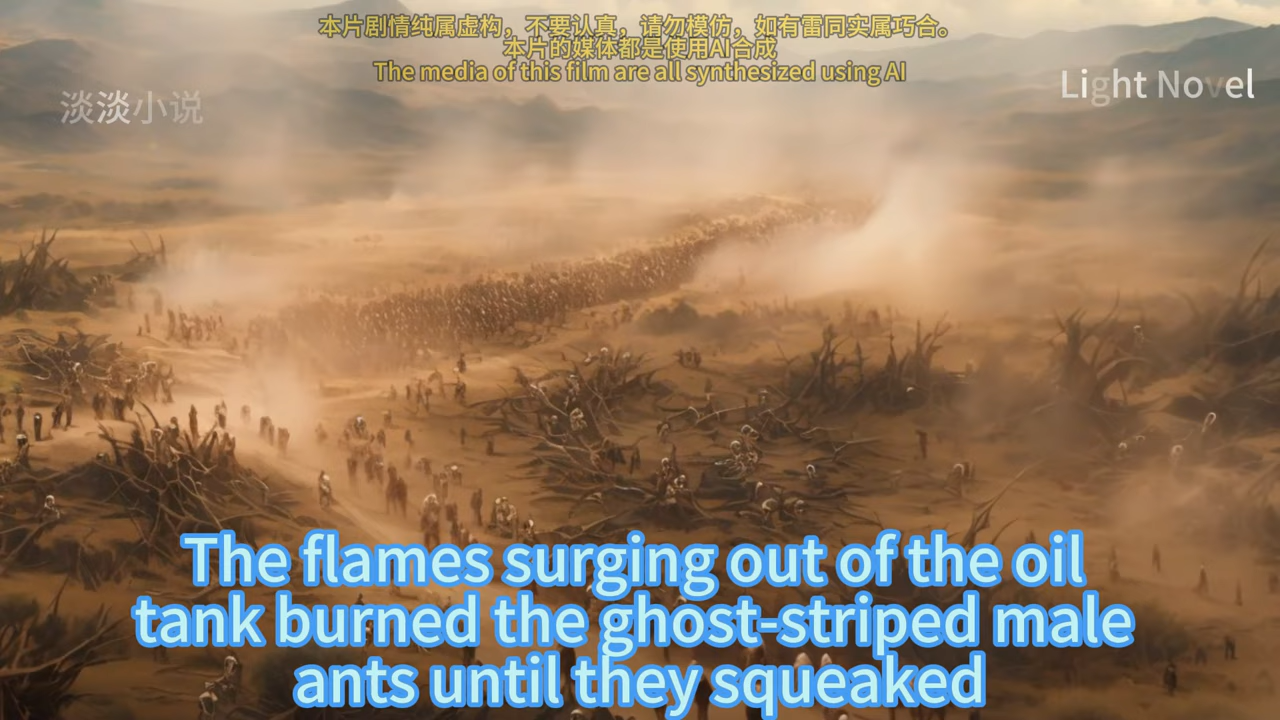 本片剧情纯属虚构，不要认真，请勿模仿，如有雷同实属巧合。
本片的媒体都是使用AI合成
The media of this film are all synthesized using AI
淡淡小说
Light Novel
The flames surging out of the oil
tank burned the ghost-striped male
ants until they squeaked